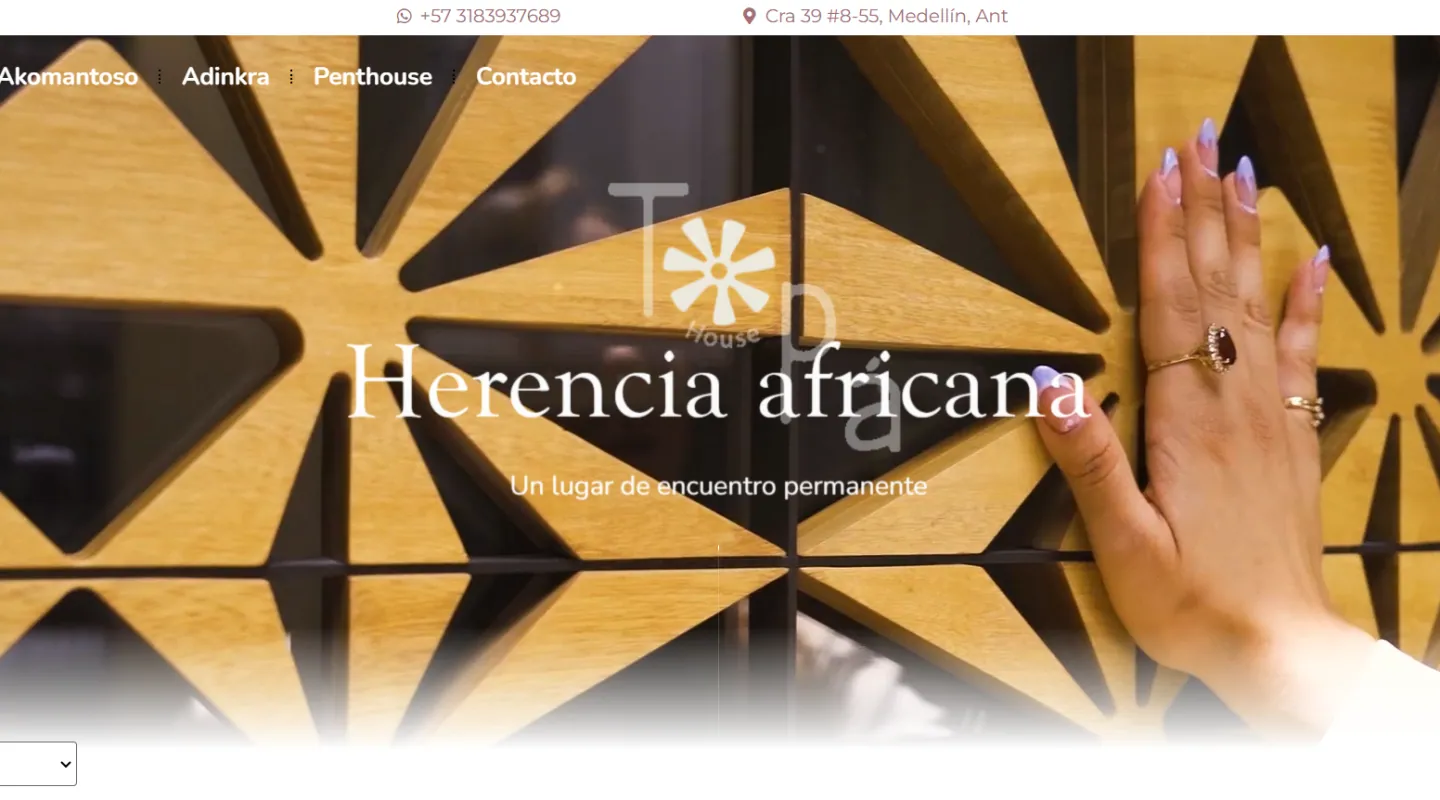 +57 3183937689
Cra 39 #8-55, Medellín, Ant
Akomantoso
Adinkra
Penthouse
Contacto
Topá
House
Herencia africana
Un lugar de encuentro permanente